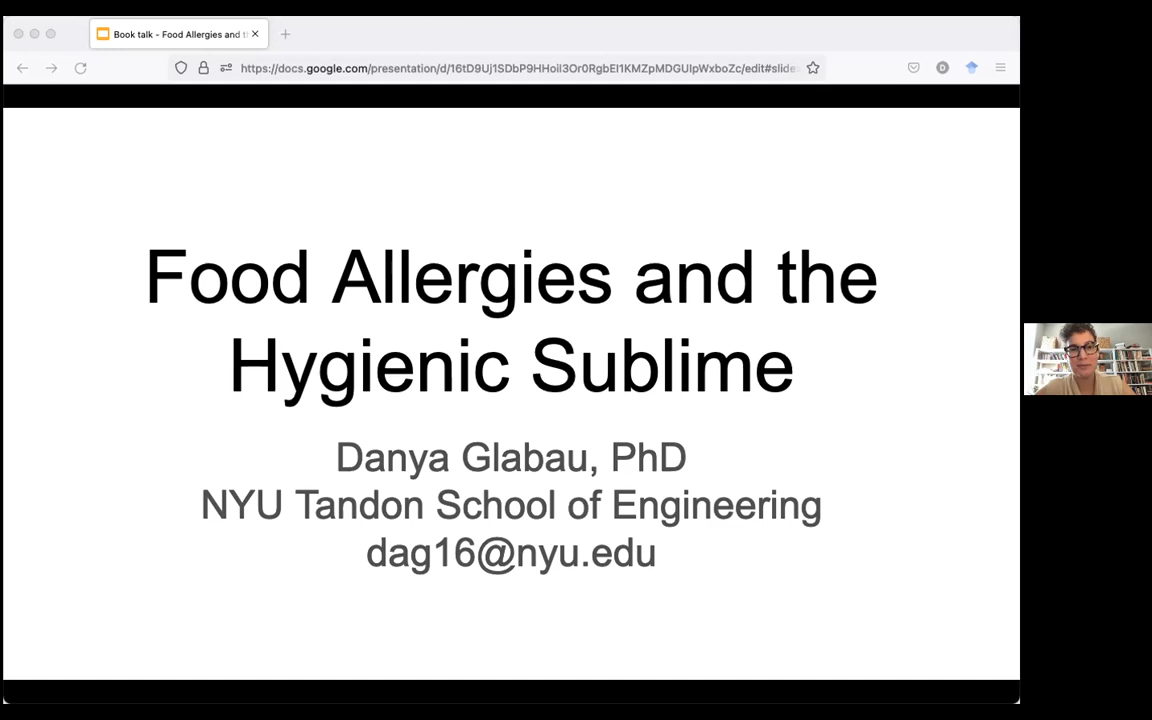 Book talk - Food Allergies and t
https://docs.google.com/presentation/d/16tD9Uj1SDbP9HHoil3Or0RgbEI1KMZpMDGUIpWxboZc/edit#slide
D
Food Allergies and the
Hygienic Sublime
Danya Glabau, PhD
NYU Tandon School of Engineering
dag16@nyu.edu